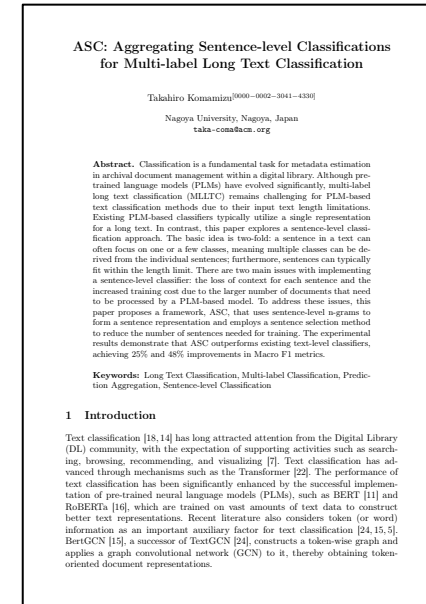 ASC: Aggregating Sentence-level Classifications
for Multi-label Long Text Classification
Takahiro Komamizu[0000−0002−3041−4330]
Nagoya University, Nagoya, Japan
taka-coma@acm.org
Abstract. Classification is a fundamental task for metadata estimation
in archival document management within a digital library. Although pre-
trained language models (PLMs) have evolved significantly, multi-label
long text classification (MLLTC) remains challenging for PLM-based
text classification methods due to their input text length limitations.
Existing PLM-based classifiers typically utilize a single representation
for a long text. In contrast, this paper explores a sentence-level classi-
fication approach. The basic idea is two-fold: a sentence in a text can
often focus on one or a few classes, meaning multiple classes can be de-
rived from the individual sentences; furthermore, sentences can typically
fit within the length limit. There are two main issues with implementing
a sentence-level classifier: the loss of context for each sentence and the
increased training cost due to the larger number of documents that need
to be processed by a PLM-based model. To address these issues, this
paper proposes a framework, ASC, that uses sentence-level n-grams to
form a sentence representation and employs a sentence selection method
to reduce the number of sentences needed for training. The experimental
results demonstrate that ASC outperforms existing text-level classifiers,
achieving 25% and 48% improvements in Macro F1 metrics.
Keywords: Long Text Classification, Multi-label Classification, Predic-
tion Aggregation, Sentence-level Classification
1 Introduction
Text classification [18,14] has long attracted attention from the Digital Library
(DL) community, with the expectation of supporting activities such as search-
ing, browsing, recommending, and visualizing [7]. Text classification has ad-
vanced through mechanisms such as the Transformer [22]. The performance of
text classification has been significantly enhanced by the successful implemen-
tation of pre-trained neural language models (PLMs), such as BERT [11] and
RoBERTa [16], which are trained on vast amounts of text data to construct
better text representations. Recent literature also considers token (or word)
information as an important auxiliary factor for text classification [24,15,5].
BertGCN [15], a successor of TextGCN [24], constructs a token-wise graph and
applies a graph convolutional network (GCN) to it, thereby obtaining token-
oriented document representations.